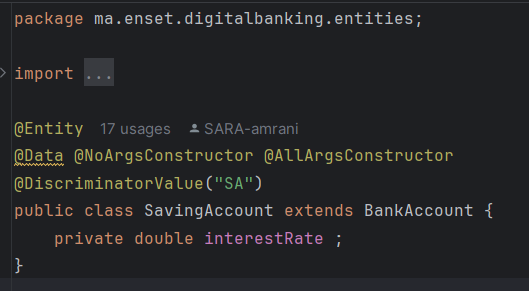 package ma.enset.digitalbanking.entities;
import ...
@Entity 17 usages SARA-amrani
@Data @NoArgsConstructor @AllArgsConstructor
@DiscriminatorValue("SA")
public class SavingAccount extends BankAccount {
    private double interestRate ;
}